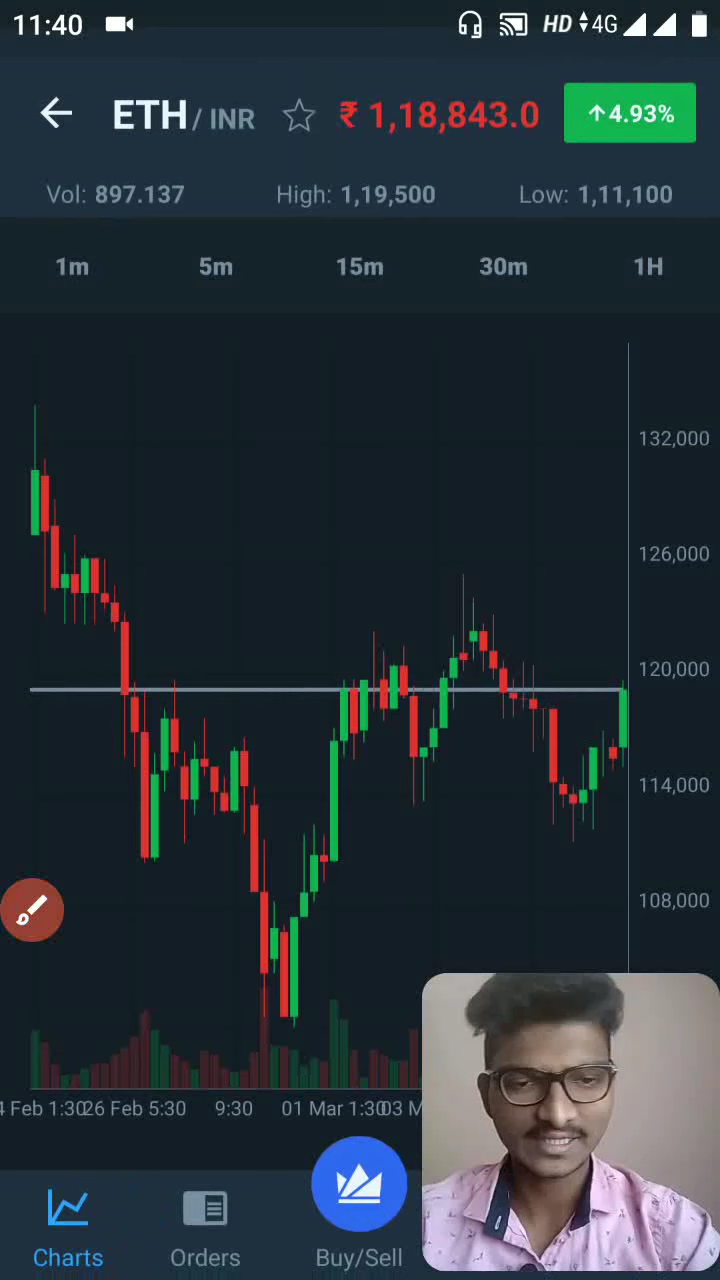 11:40 HD 4G
ETH / INR ₹ 1,18,843.0 ↑4.93%
Vol: 897.137 High: 1,19,500 Low: 1,11,100
1m 5m 15m 30m 1H
132,000
126,000
120,000
114,000
108,000
4 Feb 1:30 26 Feb 5:30 9:30 01 Mar 1:30 03 M
Charts Orders Buy/Sell